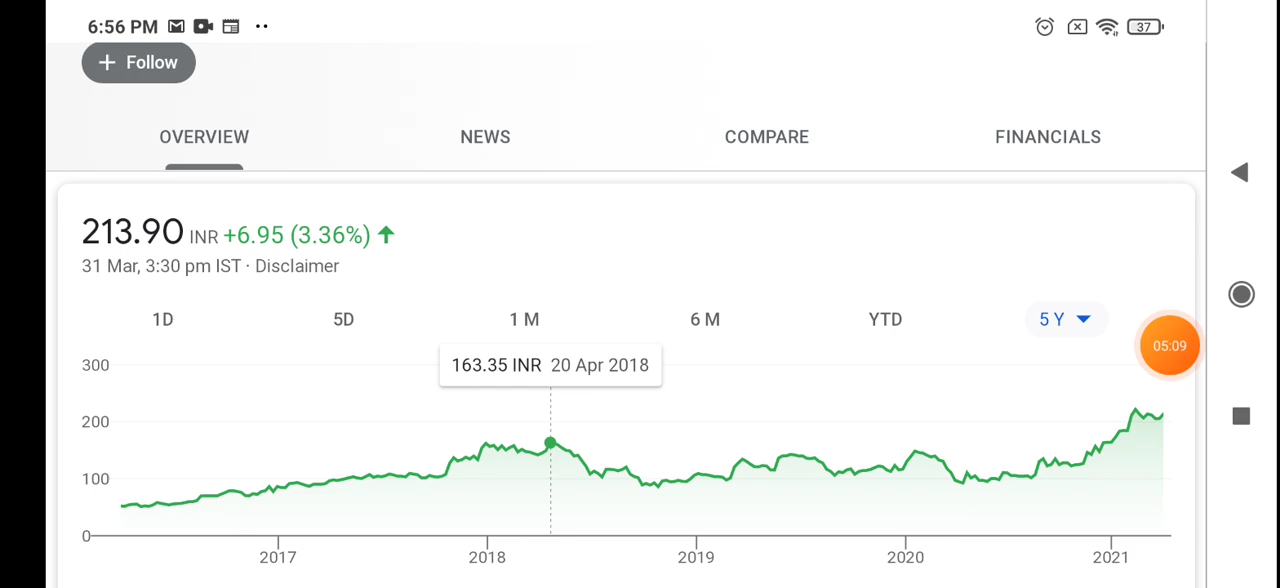 6:56 PM
37
+ Follow
OVERVIEW NEWS COMPARE FINANCIALS
213.90 INR +6.95 (3.36%)
31 Mar, 3:30 pm IST · Disclaimer
1D 5D 1 M 6 M YTD 5 Y
05:09
163.35 INR 20 Apr 2018
300
200
100
0
2017 2018 2019 2020 2021